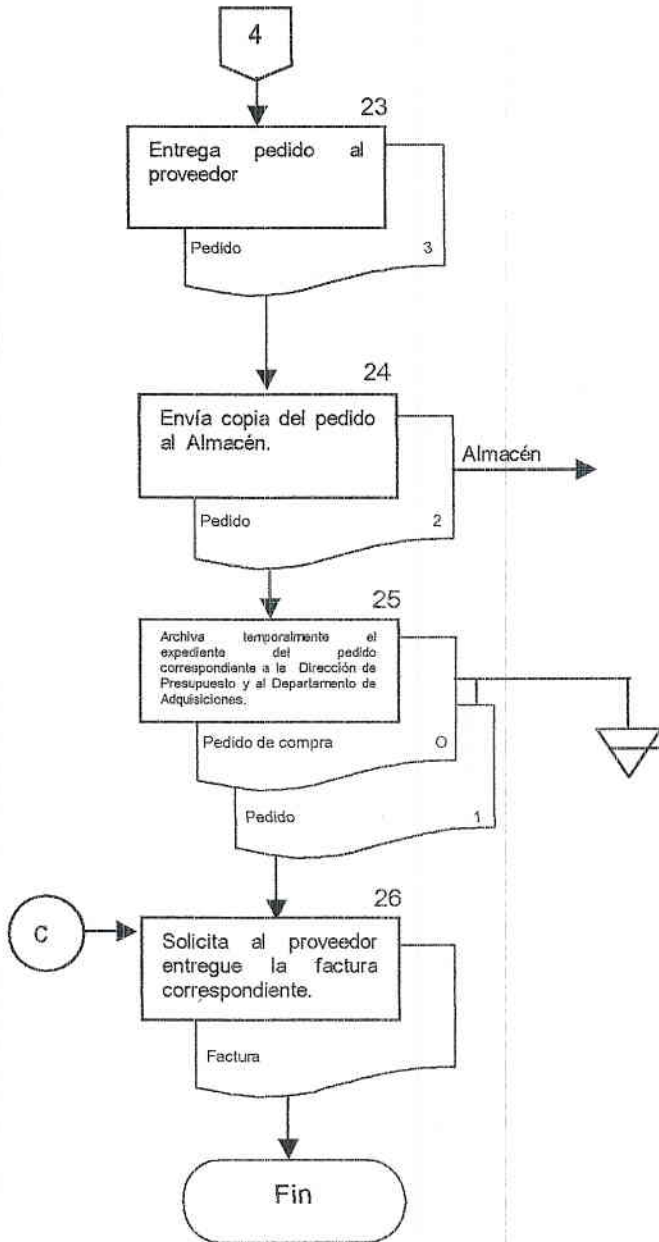 4
23
Entrega pedido al
proveedor
Pedido 3
24
Envía copia del pedido
al Almacén.
Almacén
Pedido 2
25
Archiva temporalmente el
expediente del pedido
correspondiente a la Dirección de
Presupuesto y al Departamento de
Adquisiciones.
Pedido de compra O
Pedido 1
26
C
Solicita al proveedor
entregue la factura
correspondiente.
Factura
Fin